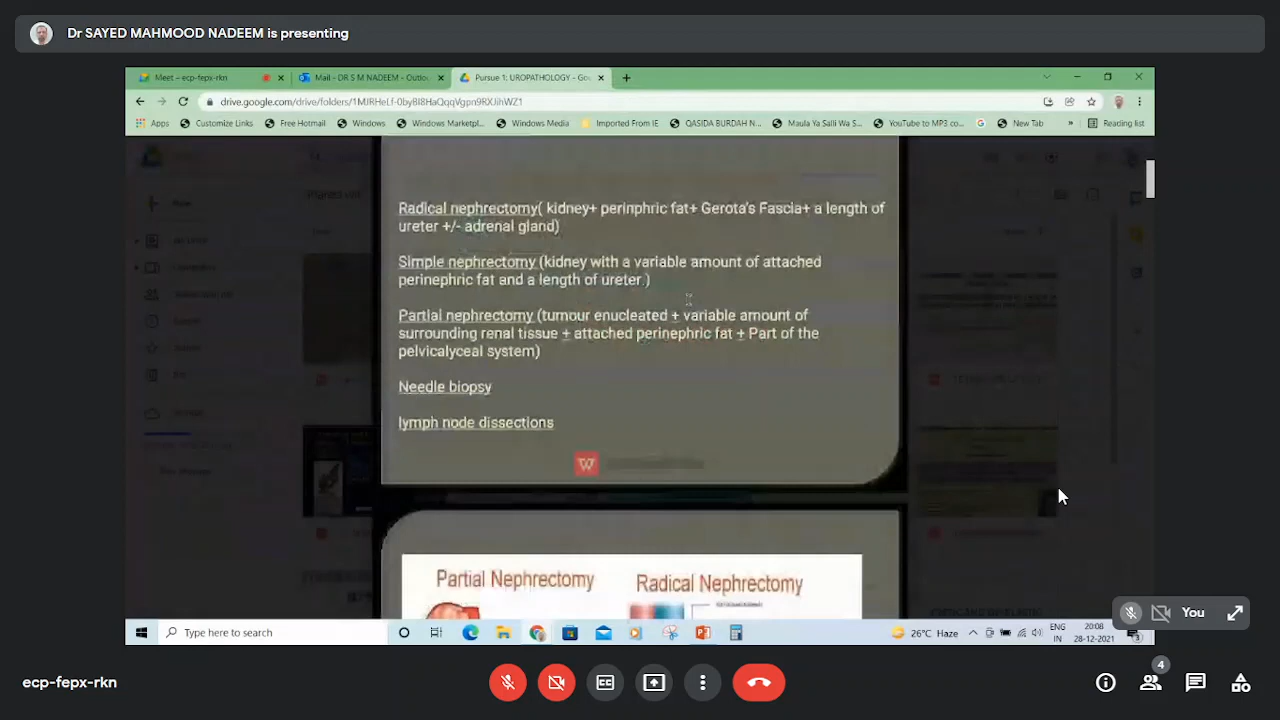 Dr SAYED MAHMOOD NADEEM is presenting
Meet – ecp-fepx-rkn
Mail - DR S M NADEEM - Outlo
Pursue 1: UROPATHOLOGY - Go
drive.google.com/drive/folders/
Apps
Customize Links
Free Hotmail
Windows
Windows Marketpl...
Windows Media
Imported From IE
QASIDA BURDAH N...
Maula Ya Salli Wa S...
YouTube to MP3 co...
New Tab
»
Reading list
Radical nephrectomy( kidney+ perinphric fat+ Gerota's Fascia+ a length of
ureter +/- adrenal gland)
Simple nephrectomy (kidney with a variable amount of attached
perinephric fat and a length of ureter.)
Partial nephrectomy (tumour enucleated + variable amount of
surrounding renal tissue ± attached perinephric fat ± Part of the
pelvicalyceal system)
Needle biopsy
lymph node dissections
W
Partial Nephrectomy
Radical Nephrectomy
You
Type here to search
26°C Haze
ENG
IN
20:08
28-12-2021
ecp-fepx-rkn
4